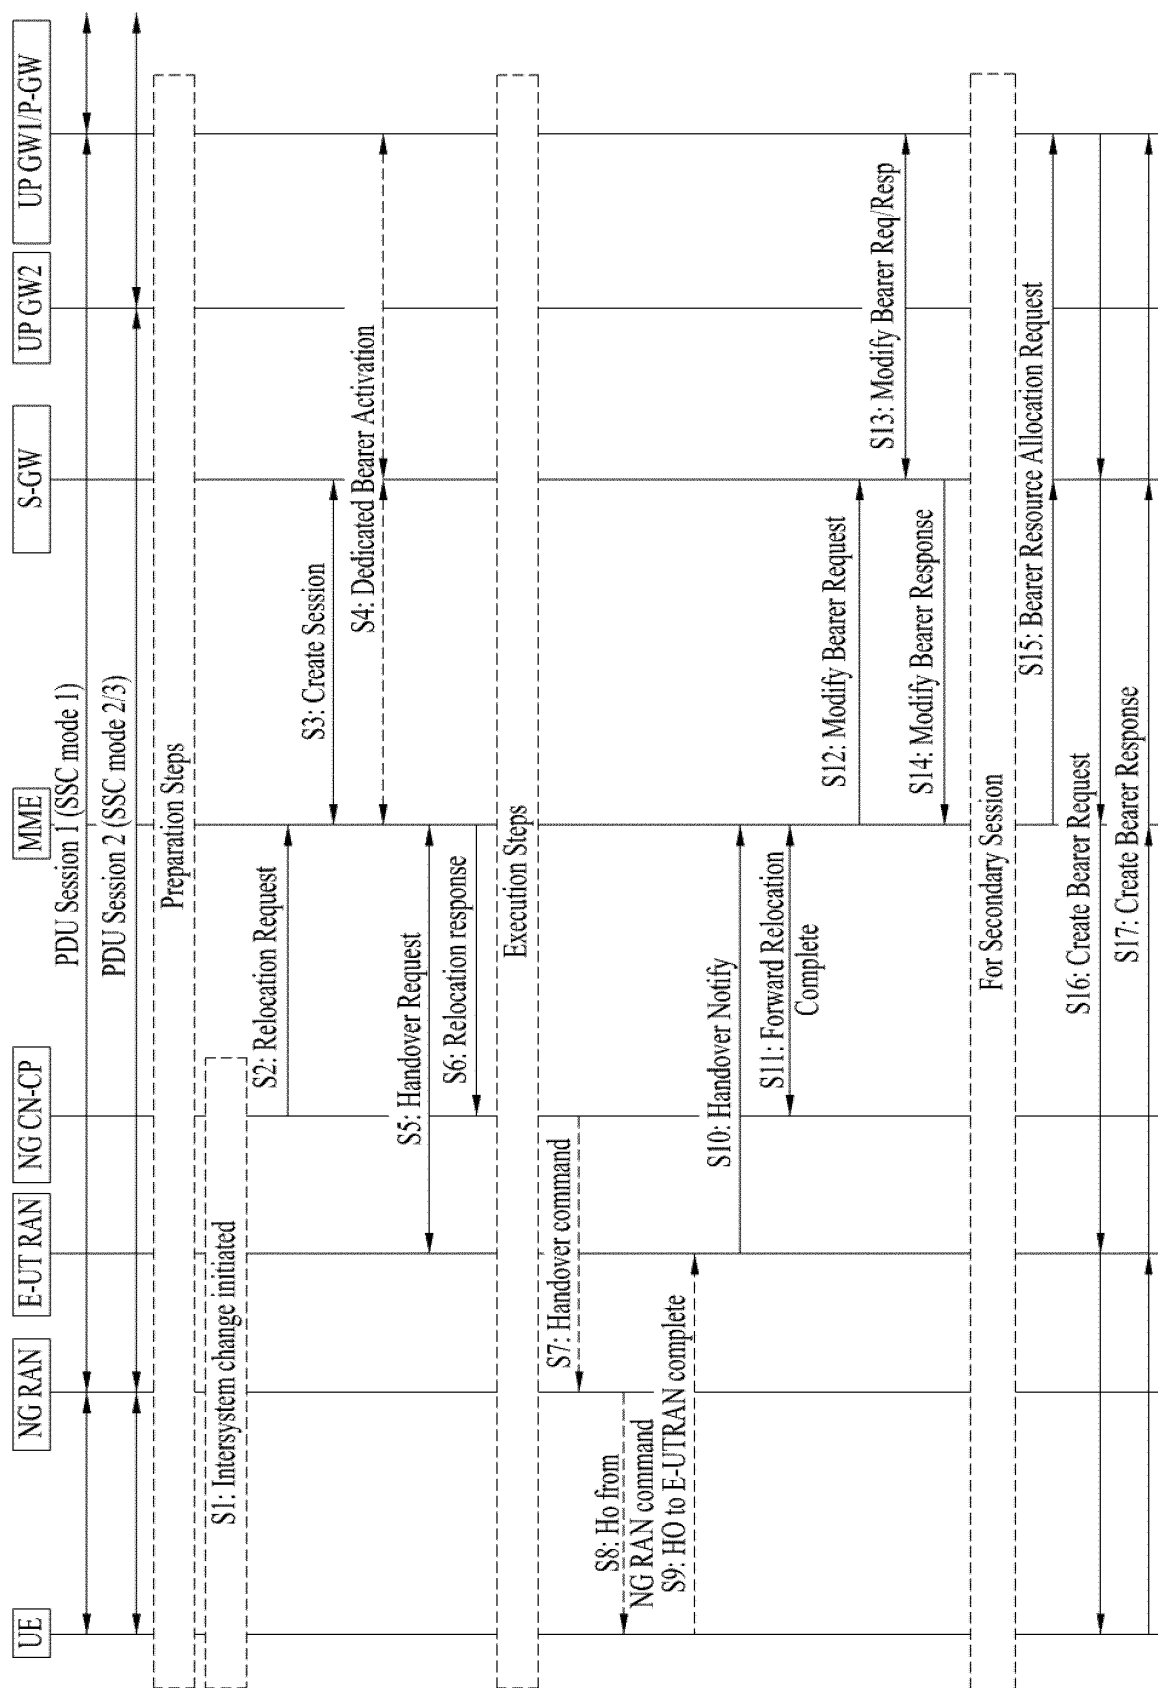 UE
NG RAN
E-UT RAN
NG CN-CP
MME
S-GW
UP GW2
UP GW1/P-GW
PDU Session 1 (SSC mode 1)
PDU Session 2 (SSC mode 2/3)
Preparation Steps
S1: Intersystem change initiated
S2: Relocation Request
S3: Create Session
S4: Dedicated Bearer Activation
S5: Handover Request
S6: Relocation response
Execution Steps
S7: Handover command
S8: Ho from
NG RAN command
S9: HO to E-UTRAN complete
S10: Handover Notify
S11: Forward Relocation
Complete
S12: Modify Bearer Request
S13: Modify Bearer Req/Resp
S14: Modify Bearer Response
For Secondary Session
S15: Bearer Resource Allocation Request
S16: Create Bearer Request
S17: Create Bearer Response